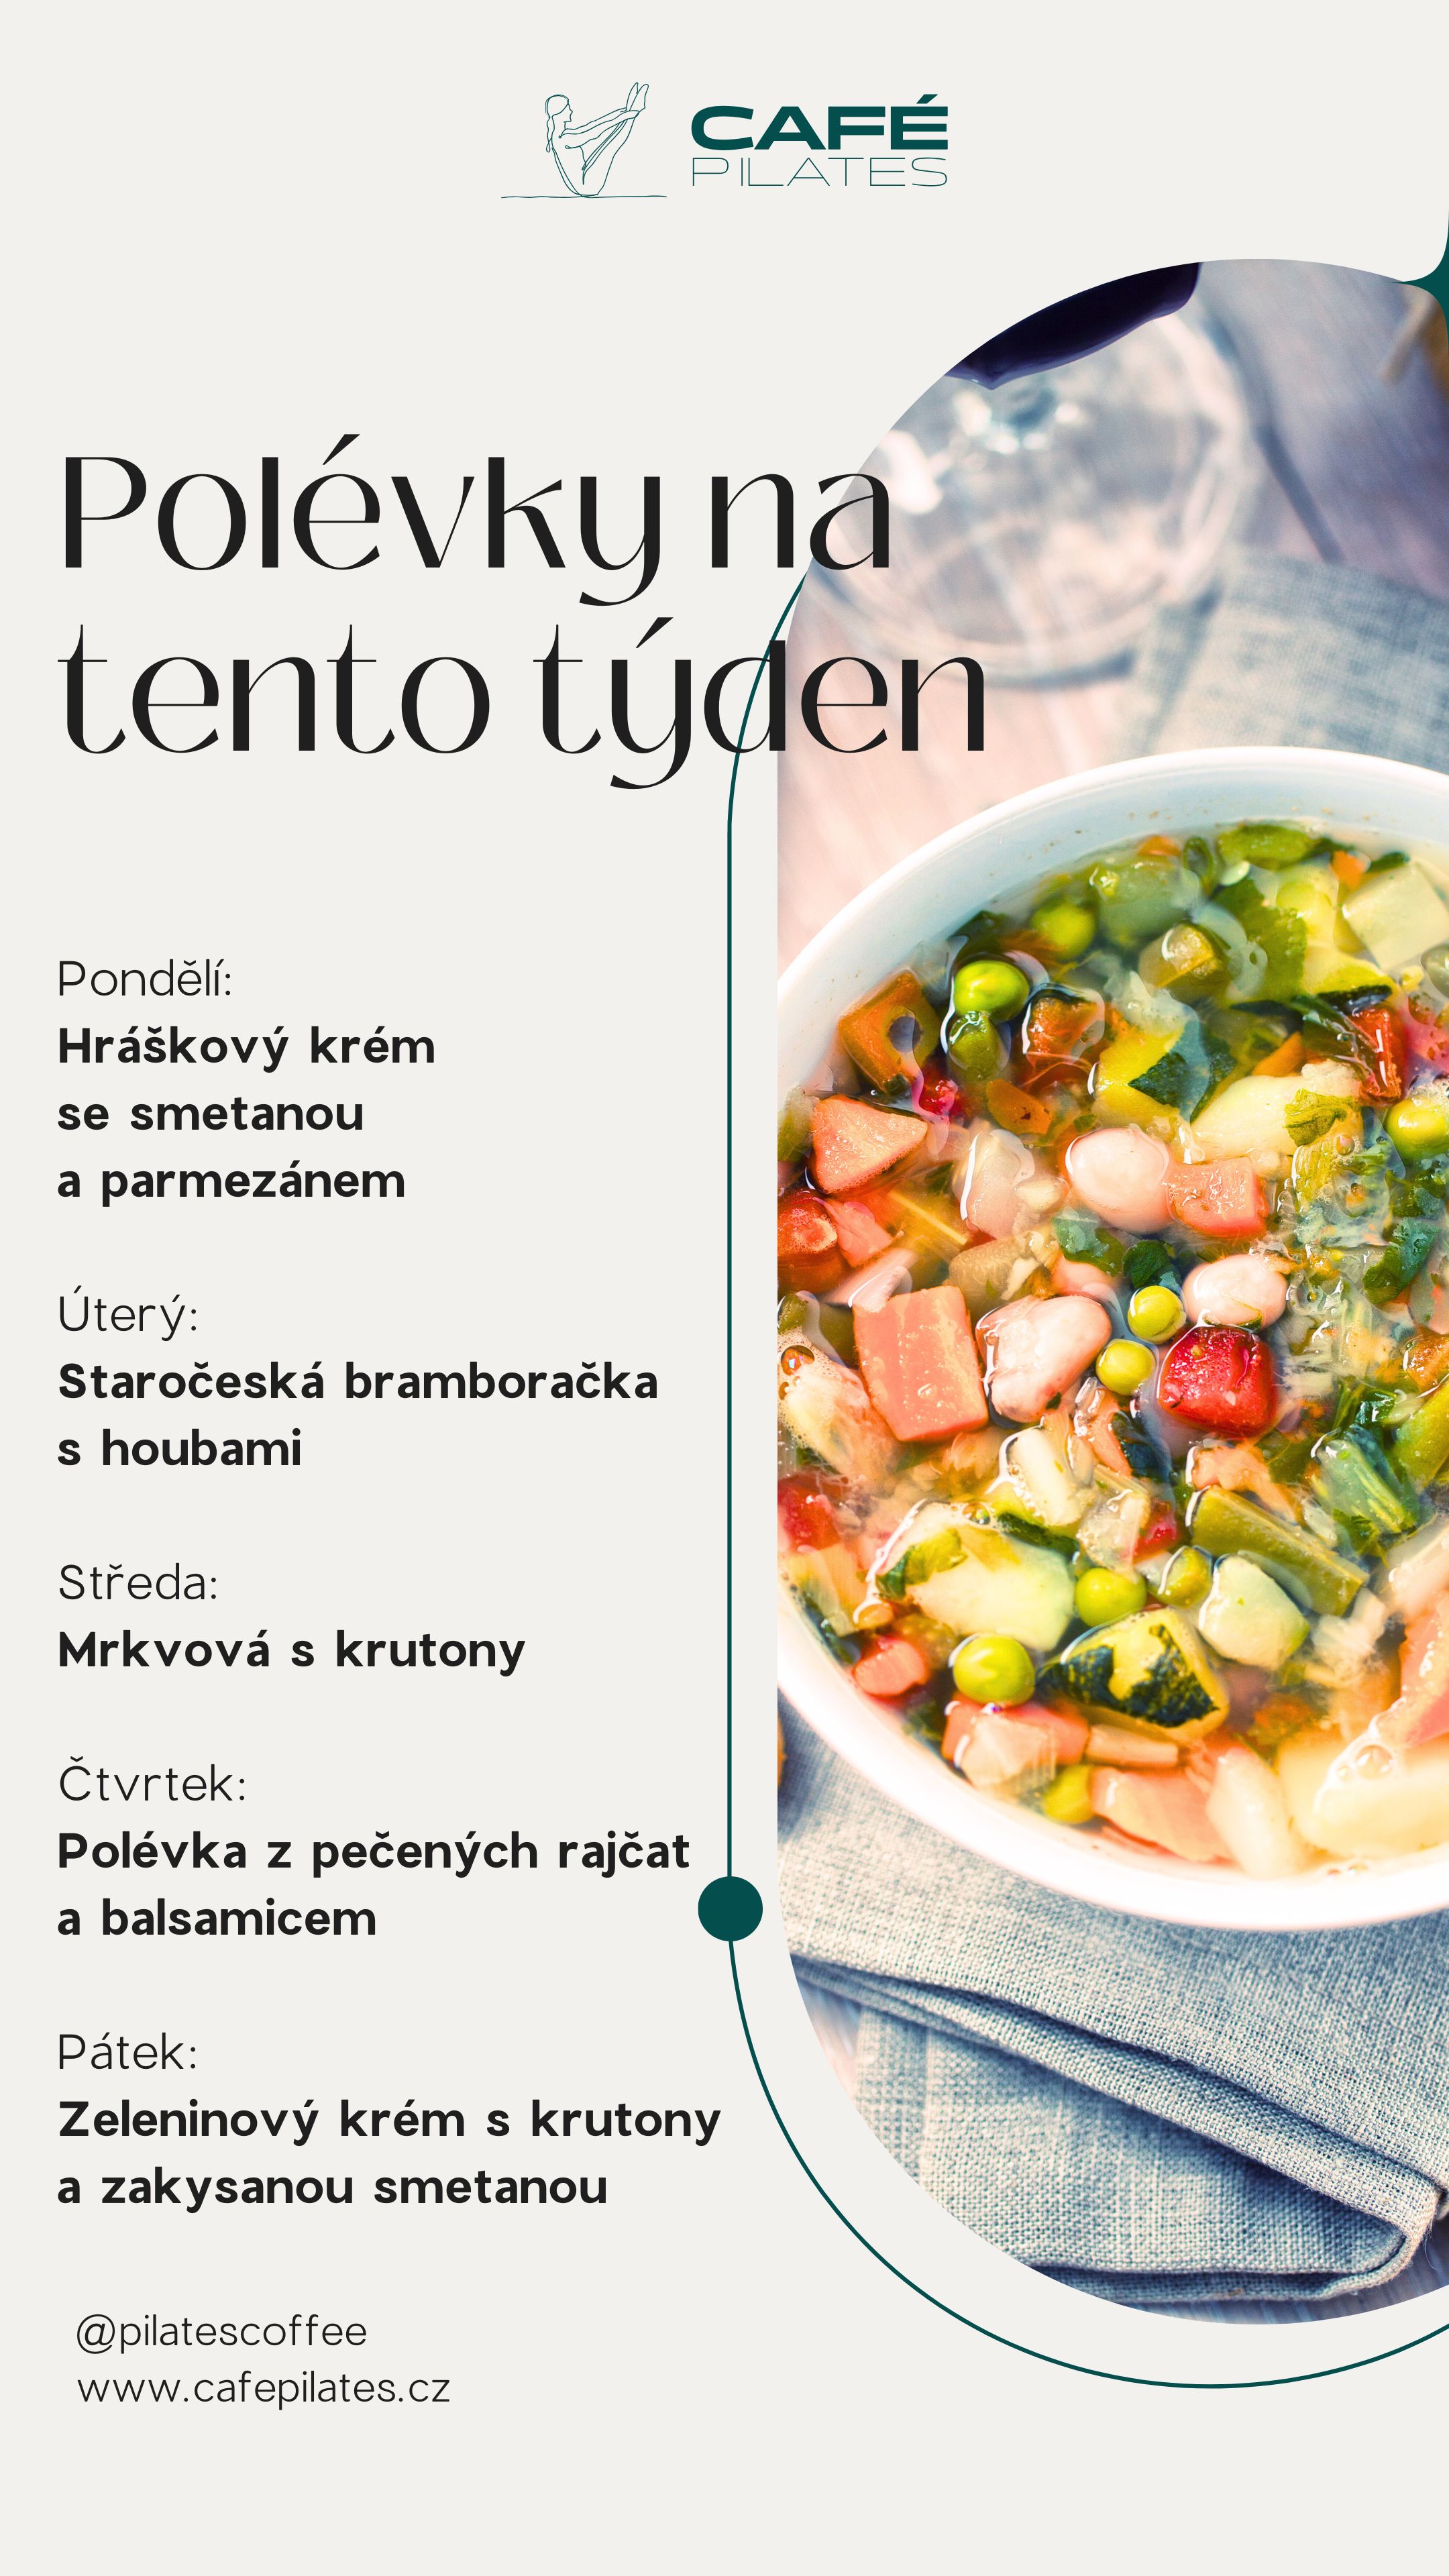 CAFÉ
PILATES
Polévky na
tento týden
Pondělí:
Hráškový krém
se smetanou
a parmezánem
Úterý:
Staročeská bramboračka
s houbami
Středa:
Mrkvová s krutony
Čtvrtek:
Polévka z pečených rajčat
a balsamicem
Pátek:
Zeleninový krém s krutony
a zakysanou smetanou
@pilatescoffee
www.cafepilates.cz